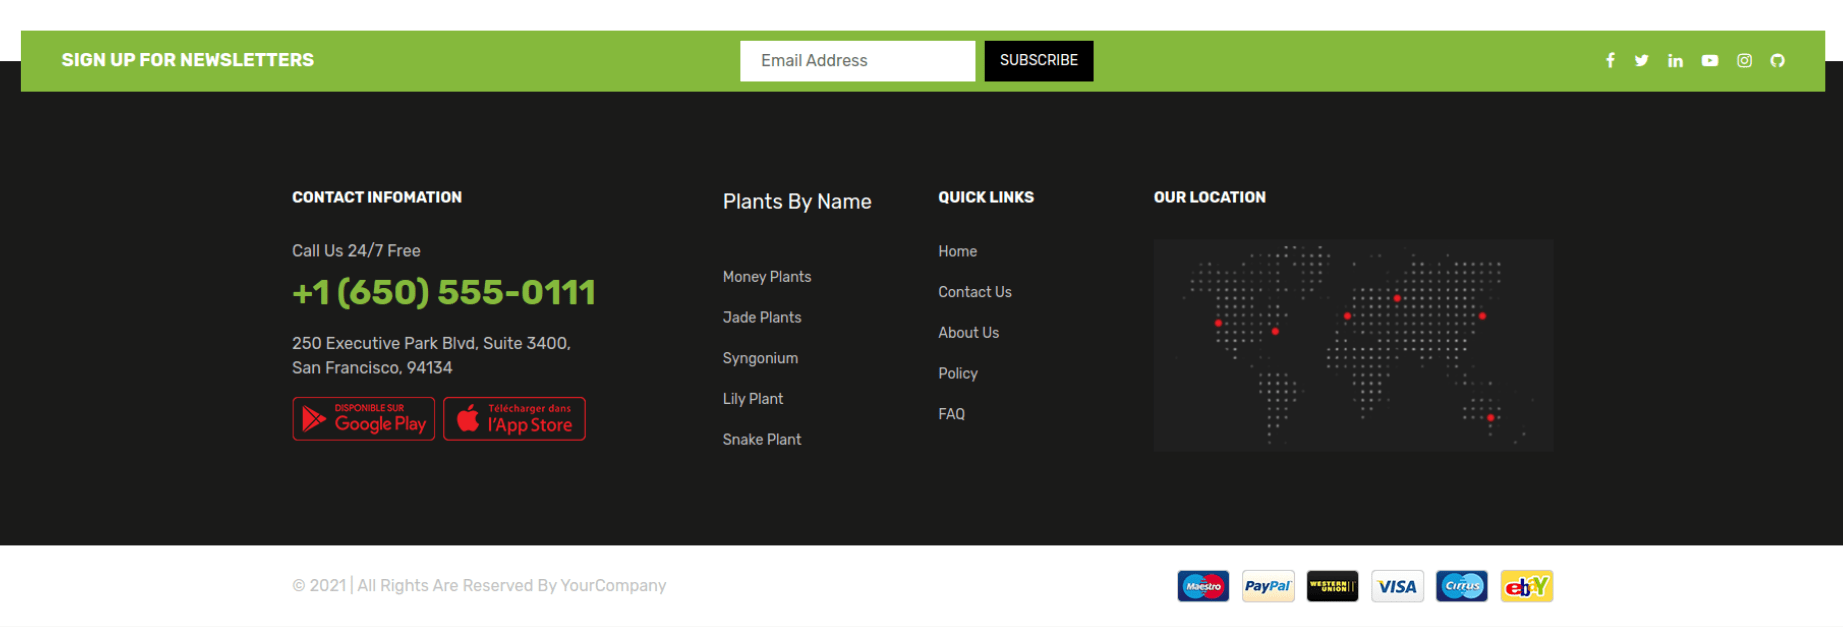 SIGN UP FOR NEWSLETTERS
Email Address
SUBSCRIBE
CONTACT INFOMATION
Call Us 24/7 Free
+1 (650) 555-0111
250 Executive Park Blvd, Suite 3400,
San Francisco, 94134
DISPONIBLE SUR
Google Play
Télécharger dans
l'App Store
Plants By Name
Money Plants
Jade Plants
Syngonium
Lily Plant
Snake Plant
QUICK LINKS
Home
Contact Us
About Us
Policy
FAQ
OUR LOCATION
© 2021 | All Rights Are Reserved By YourCompany
Maestro
PayPal
WESTERN
UNION
VISA
Cirrus
ebay